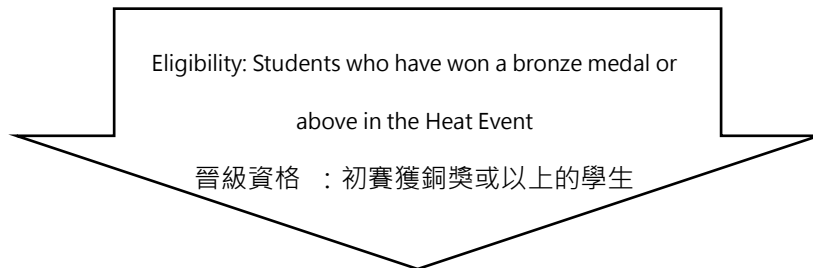 Eligibility: Students who have won a bronze medal or
above in the Heat Event
晉級資格 ：初賽獲銅獎或以上的學生